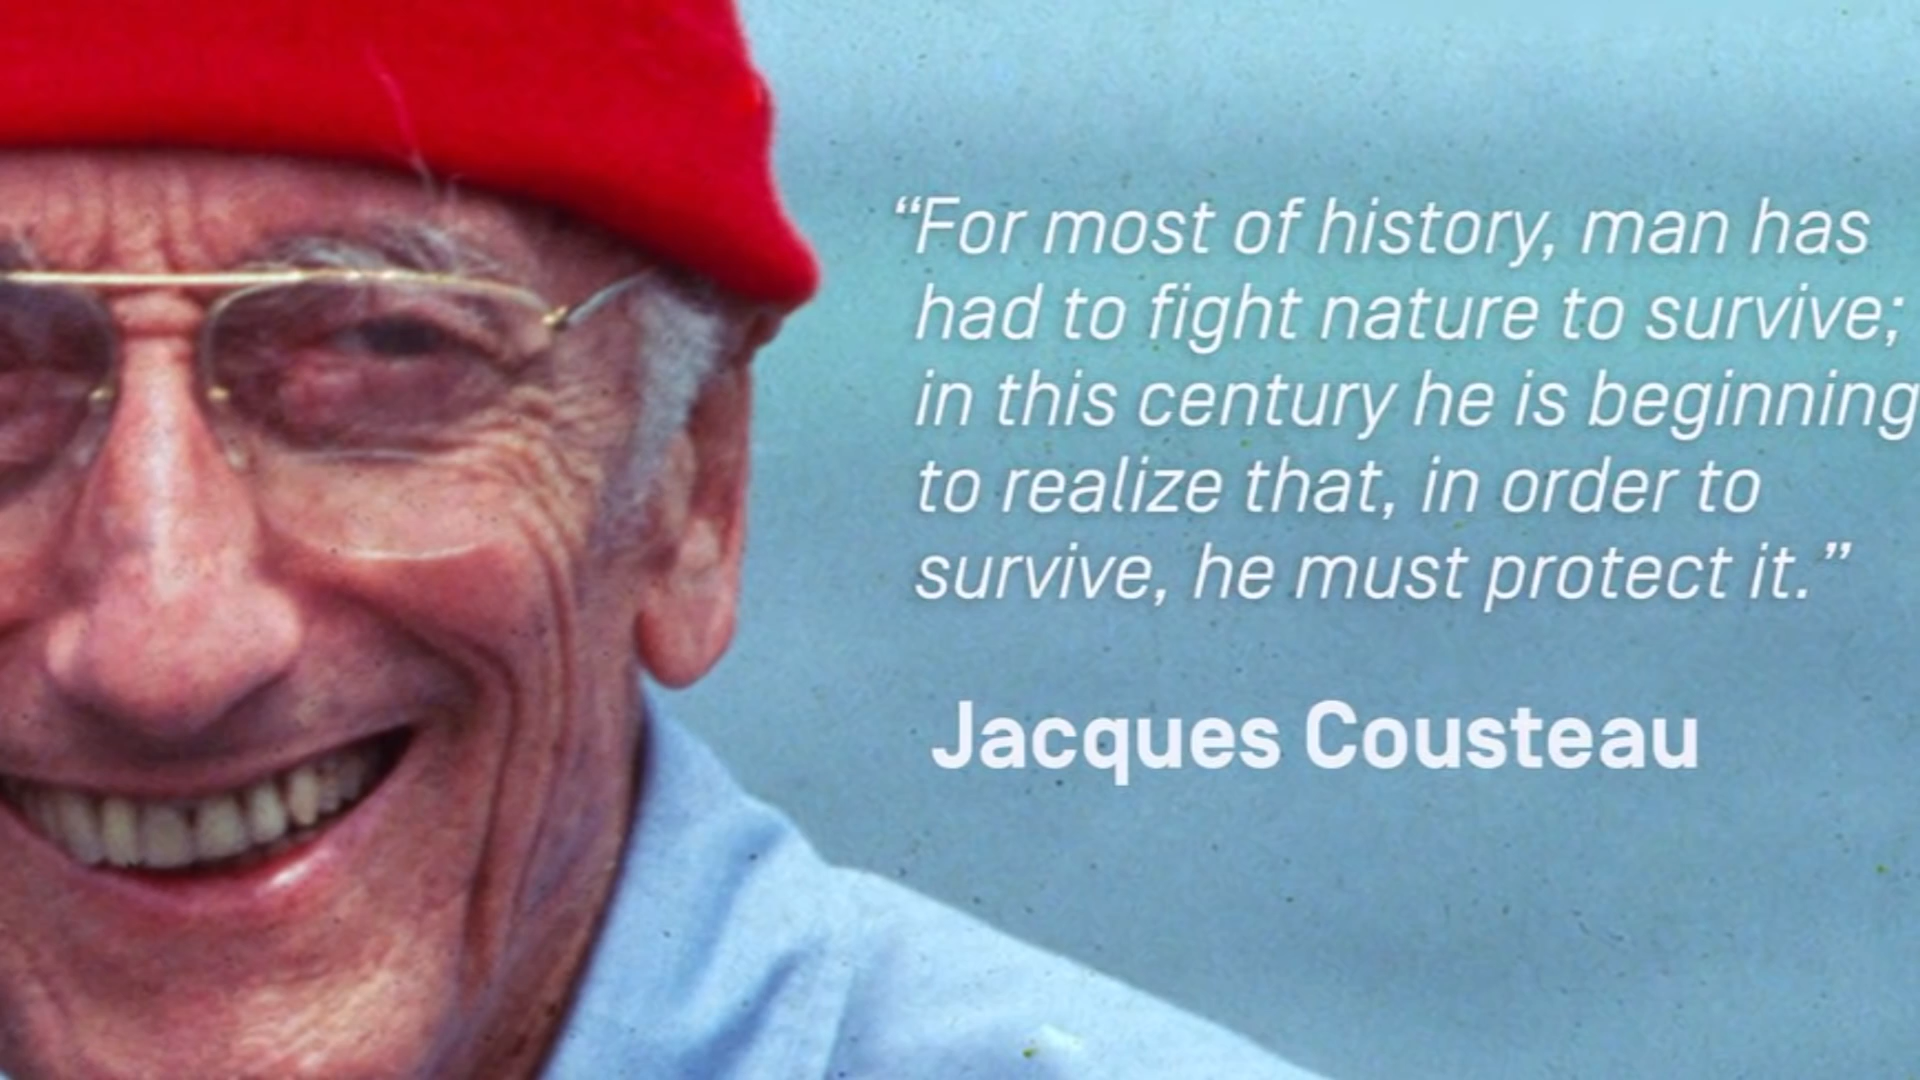 “For most of history, man has
had to fight nature to survive;
in this century he is beginning
to realize that, in order to
survive, he must protect it.”
Jacques Cousteau